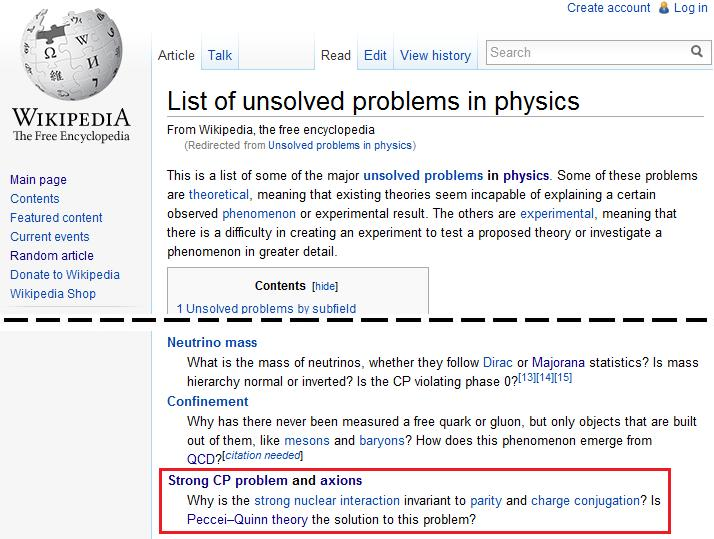 Create account Log in
WIKIPEDIA
The Free Encyclopedia
Main page
Contents
Featured content
Current events
Random article
Donate to Wikipedia
Wikipedia Shop
Article Talk Read Edit View history Search
List of unsolved problems in physics
From Wikipedia, the free encyclopedia
(Redirected from Unsolved problems in physics)
This is a list of some of the major unsolved problems in physics. Some of these problems
are theoretical, meaning that existing theories seem incapable of explaining a certain
observed phenomenon or experimental result. The others are experimental, meaning that
there is a difficulty in creating an experiment to test a proposed theory or investigate a
phenomenon in greater detail.
Contents [hide]
1 Unsolved problems by subfield
Neutrino mass
What is the mass of neutrinos, whether they follow Dirac or Majorana statistics? Is mass
hierarchy normal or inverted? Is the CP violating phase 0?[13][14][15]
Confinement
Why has there never been measured a free quark or gluon, but only objects that are built
out of them, like mesons and baryons? How does this phenomenon emerge from
QCD?[citation needed]
Strong CP problem and axions
Why is the strong nuclear interaction invariant to parity and charge conjugation? Is
Peccei–Quinn theory the solution to this problem?